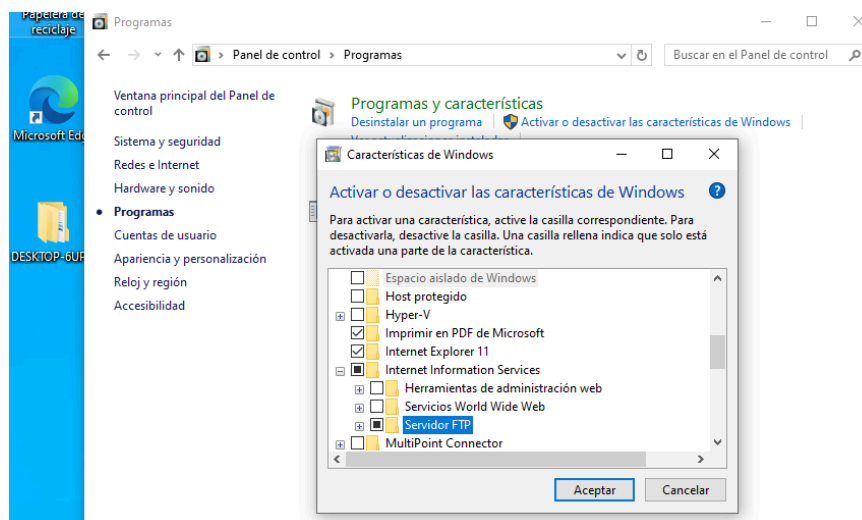 Papelera de
reciclaje
Programas
Panel de control > Programas
Buscar en el Panel de control
Microsoft Ed
DESKTOP-6UP
Ventana principal del Panel de
control
Sistema y seguridad
Redes e Internet
Hardware y sonido
Programas
Cuentas de usuario
Apariencia y personalización
Reloj y región
Accesibilidad
Programas y características
Desinstalar un programa
Activar o desactivar las características de Windows
Ver actualizaciones instaladas
Características de Windows
Activar o desactivar las características de Windows
Para activar una característica, active la casilla correspondiente. Para
desactivarla, desactive la casilla. Una casilla rellena indica que solo está
activada una parte de la característica.
Espacio aislado de Windows
Host protegido
Hyper-V
Imprimir en PDF de Microsoft
Internet Explorer 11
Internet Information Services
Herramientas de administración web
Servicios World Wide Web
Servidor FTP
MultiPoint Connector
Aceptar
Cancelar